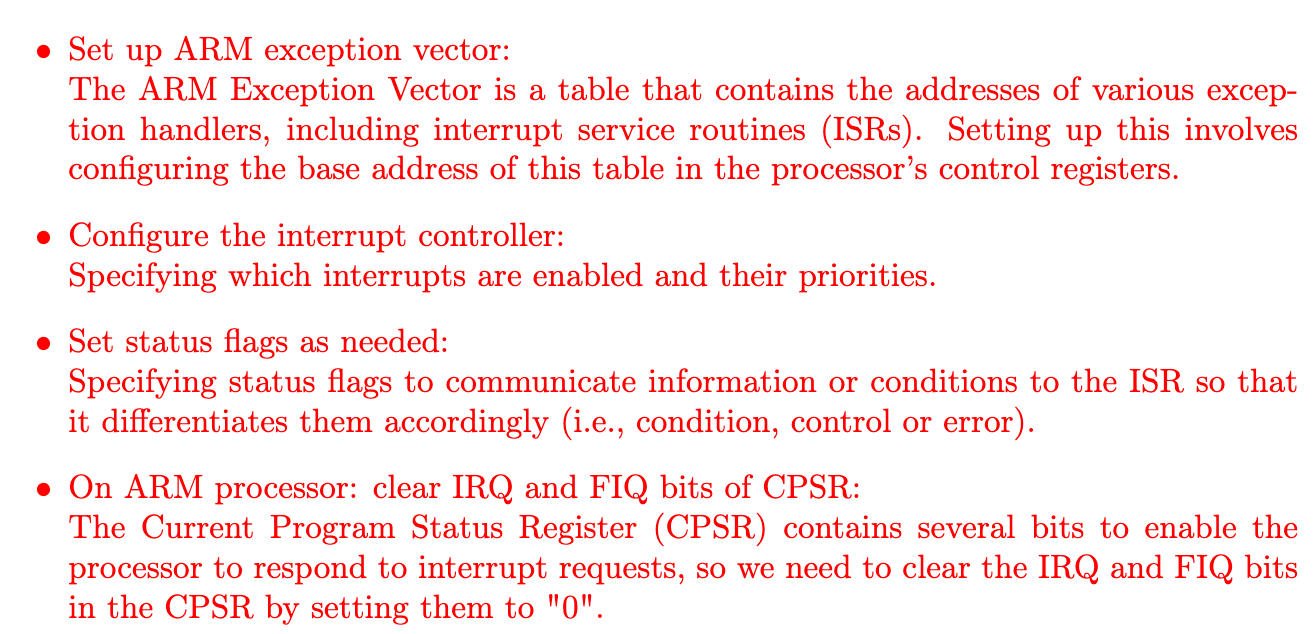 • Set up ARM exception vector:
The ARM Exception Vector is a table that contains the addresses of various excep-
tion handlers, including interrupt service routines (ISRs). Setting up this involves
configuring the base address of this table in the processor's control registers.
• Configure the interrupt controller:
Specifying which interrupts are enabled and their priorities.
• Set status flags as needed:
Specifying status flags to communicate information or conditions to the ISR so that
it differentiates them accordingly (i.e., condition, control or error).
• On ARM processor: clear IRQ and FIQ bits of CPSR:
The Current Program Status Register (CPSR) contains several bits to enable the
processor to respond to interrupt requests, so we need to clear the IRQ and FIQ bits
in the CPSR by setting them to "0".